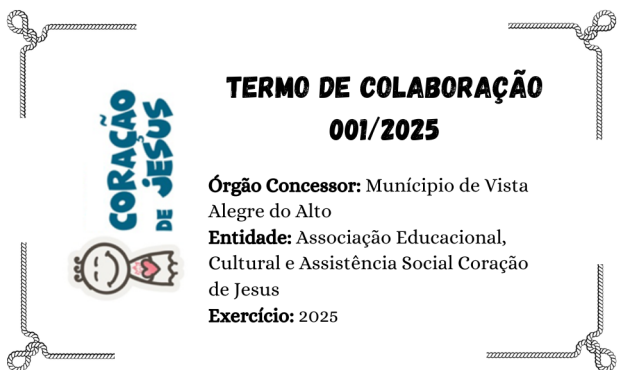 CORAÇÃO
DE JESUS
TERMO DE COLABORAÇÃO
001/2025
Órgão Concessor: Munícipio de Vista
Alegre do Alto
Entidade: Associação Educacional,
Cultural e Assistência Social Coração
de Jesus
Exercício: 2025